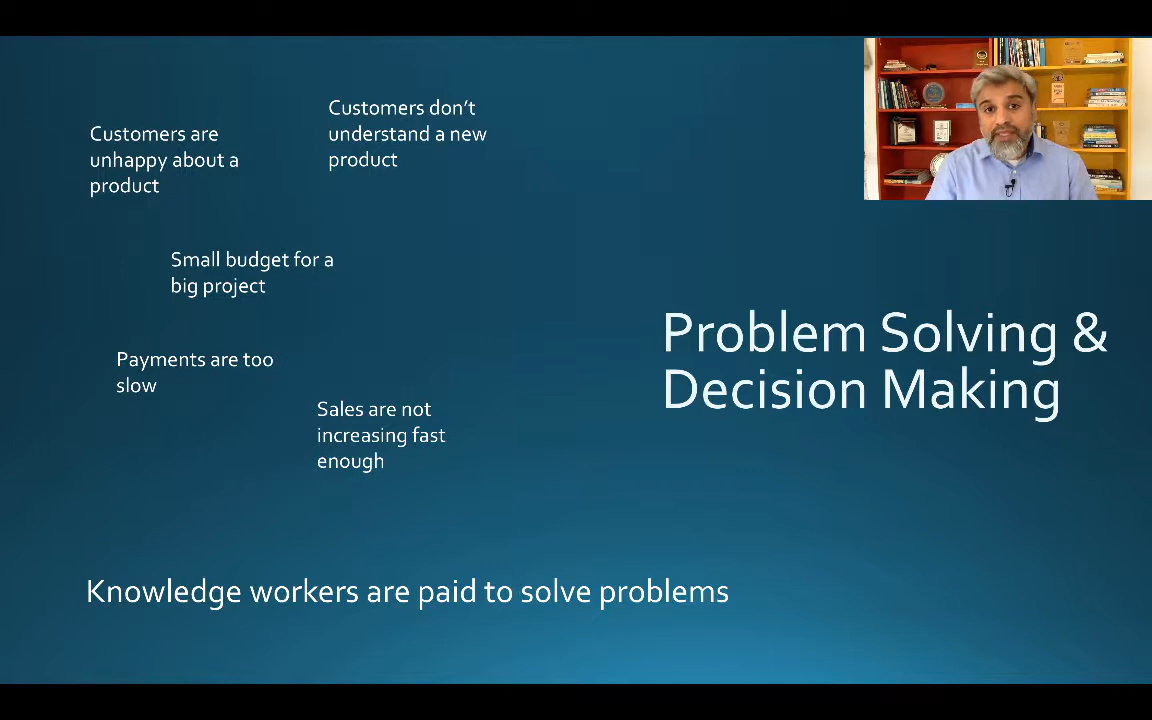 Customers are
unhappy about a
product
Customers don’t
understand a new
product
Small budget for a
big project
Payments are too
slow
Sales are not
increasing fast
enough
Problem Solving &
Decision Making
Knowledge workers are paid to solve problems